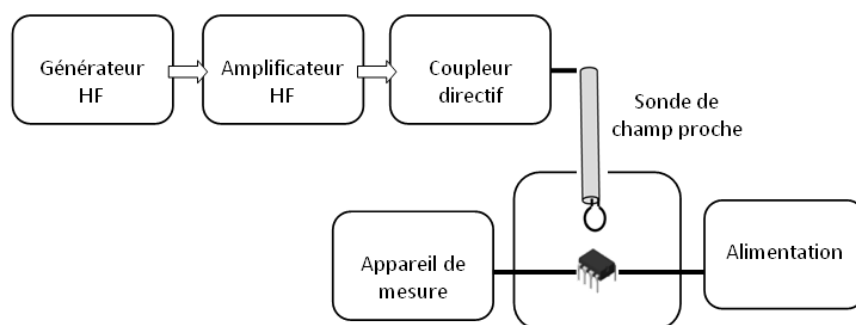 Générateur
HF
Amplificateur
HF
Coupleur
directif
Sonde de
champ proche
Appareil de
mesure
Alimentation